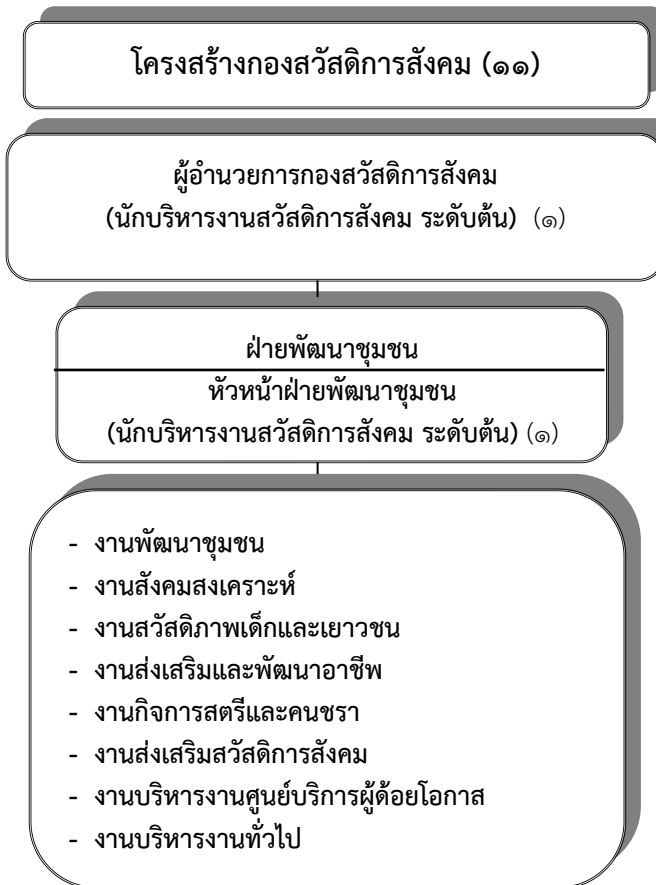 โครงสร้างกองสวัสดิการสังคม (๑๑)
ผู้อำนวยการกองสวัสดิการสังคม
(นักบริหารงานสวัสดิการสังคม ระดับต้น) (๑)
ฝ่ายพัฒนาชุมชน
หัวหน้าฝ่ายพัฒนาชุมชน
(นักบริหารงานสวัสดิการสังคม ระดับต้น) (๑)
- งานพัฒนาชุมชน
- งานสังคมสงเคราะห์
- งานสวัสดิภาพเด็กและเยาวชน
- งานส่งเสริมและพัฒนาอาชีพ
- งานกิจการสตรีและคนชรา
- งานส่งเสริมสวัสดิการสังคม
- งานบริหารงานศูนย์บริการผู้ด้อยโอกาส
- งานบริหารงานทั่วไป